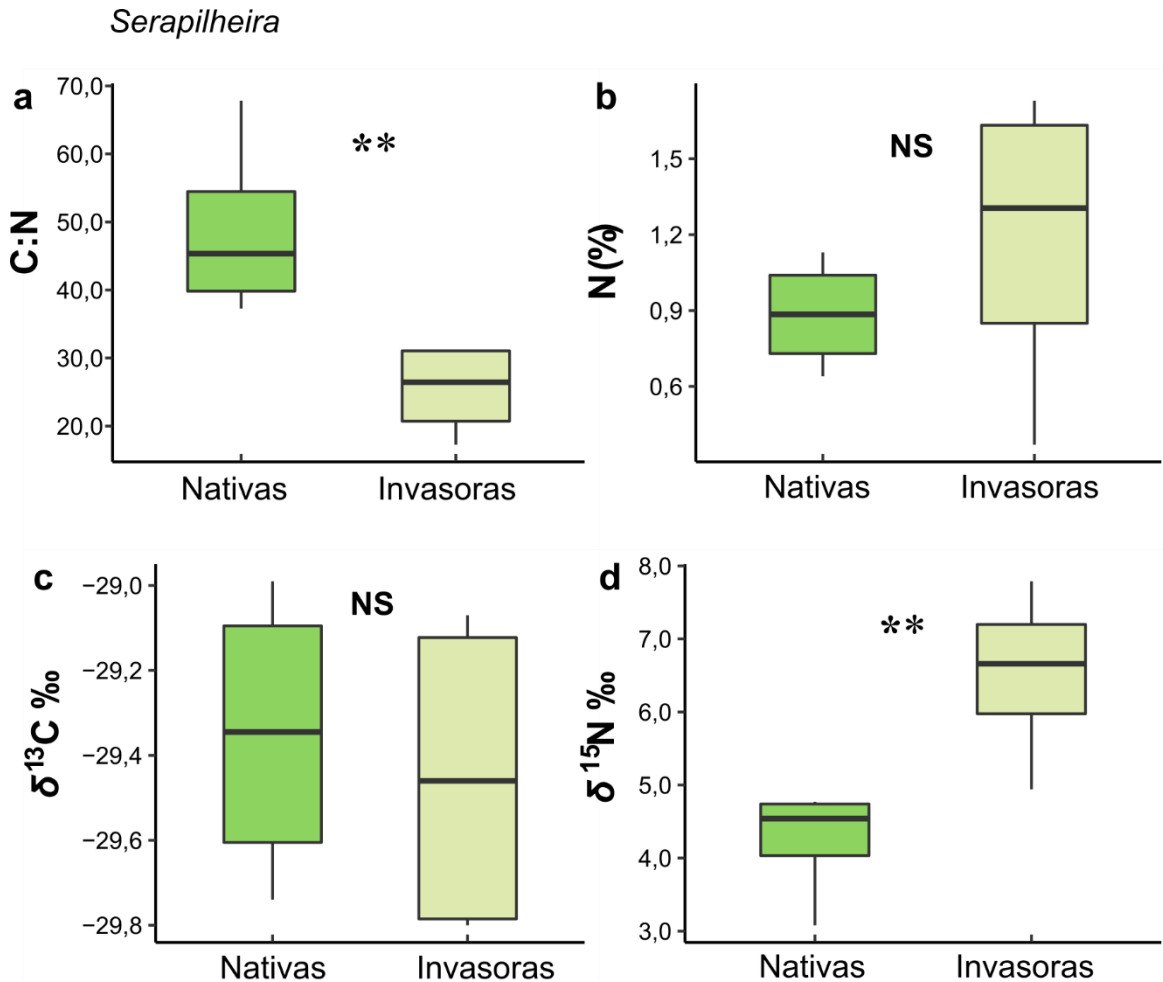 Serapilheira
a
C:N
70,0
60,0
50,0
40,0
30,0
20,0
**
Nativas
Invasoras
b
N (%)
1,5
1,2
0,9
0,6
NS
Nativas
Invasoras
c
δ¹³C ‰
−29,0
−29,2
−29,4
−29,6
−29,8
NS
Nativas
Invasoras
d
δ ¹⁵N ‰
8,0
7,0
6,0
5,0
4,0
3,0
**
Nativas
Invasoras